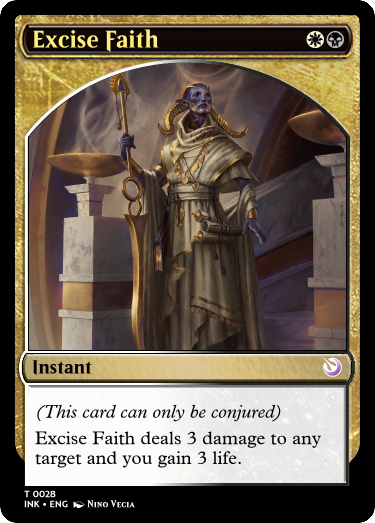 Excise Faith
Instant
(This card can only be conjured)
Excise Faith deals 3 damage to any
target and you gain 3 life.
T 0028
INK • ENG Nino Vecia